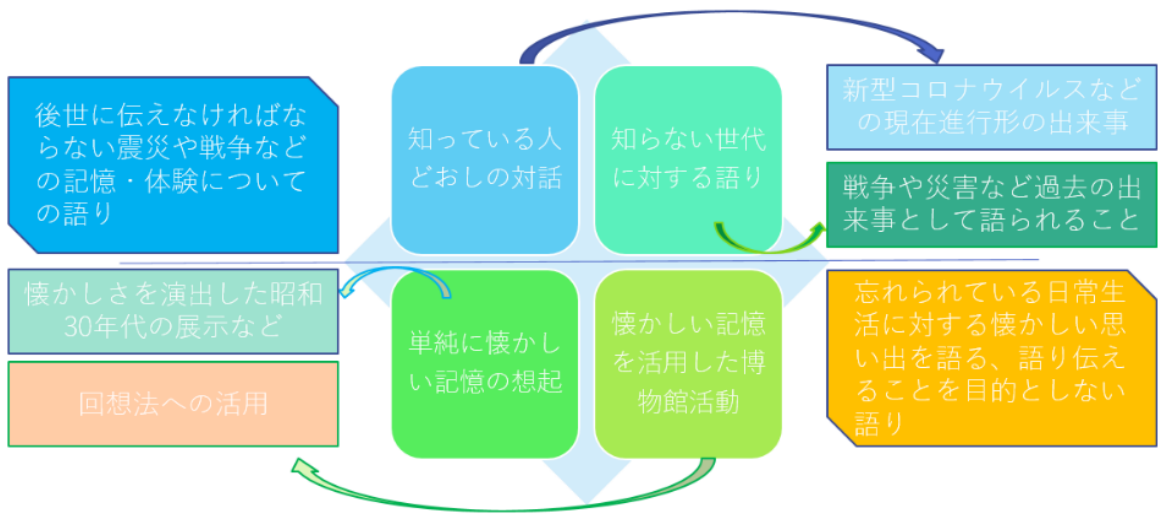 後世に伝えなければな
らない震災や戦争など
の記憶・体験について
の語り
知っている人
どおしの対話
知らない世代
に対する語り
新型コロナウイルスなど
の現在進行形の出来事
戦争や災害など過去の出
来事として語られること
懐かしさを演出した昭和
30年代の展示など
回想法への活用
単純に懐かし
い記憶の想起
懐かしい記憶
を活用した博
物館活動
忘れられている日常生
活に対する懐かしい思
い出を語る、語り伝え
ることを目的としない
語り